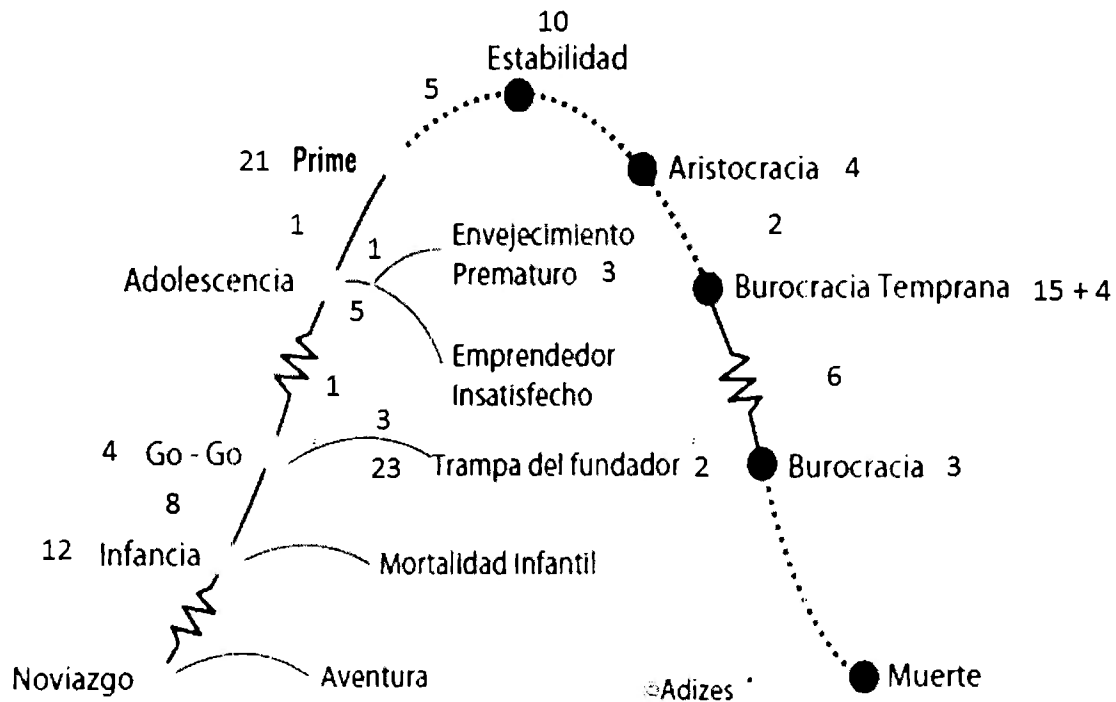 10
Estabilidad
5
21 Prime
Aristocracia 4
1
2
1
Envejecimiento
Prematuro 3
Adolescencia
Burocracia Temprana 15 + 4
5
Emprendedor
Insatisfecho
6
1
3
4 Go - Go
23
Trampa del fundador 2
Burocracia 3
8
12 Infancia
Mortalidad Infantil
Noviazgo
Aventura
©Adizes
Muerte